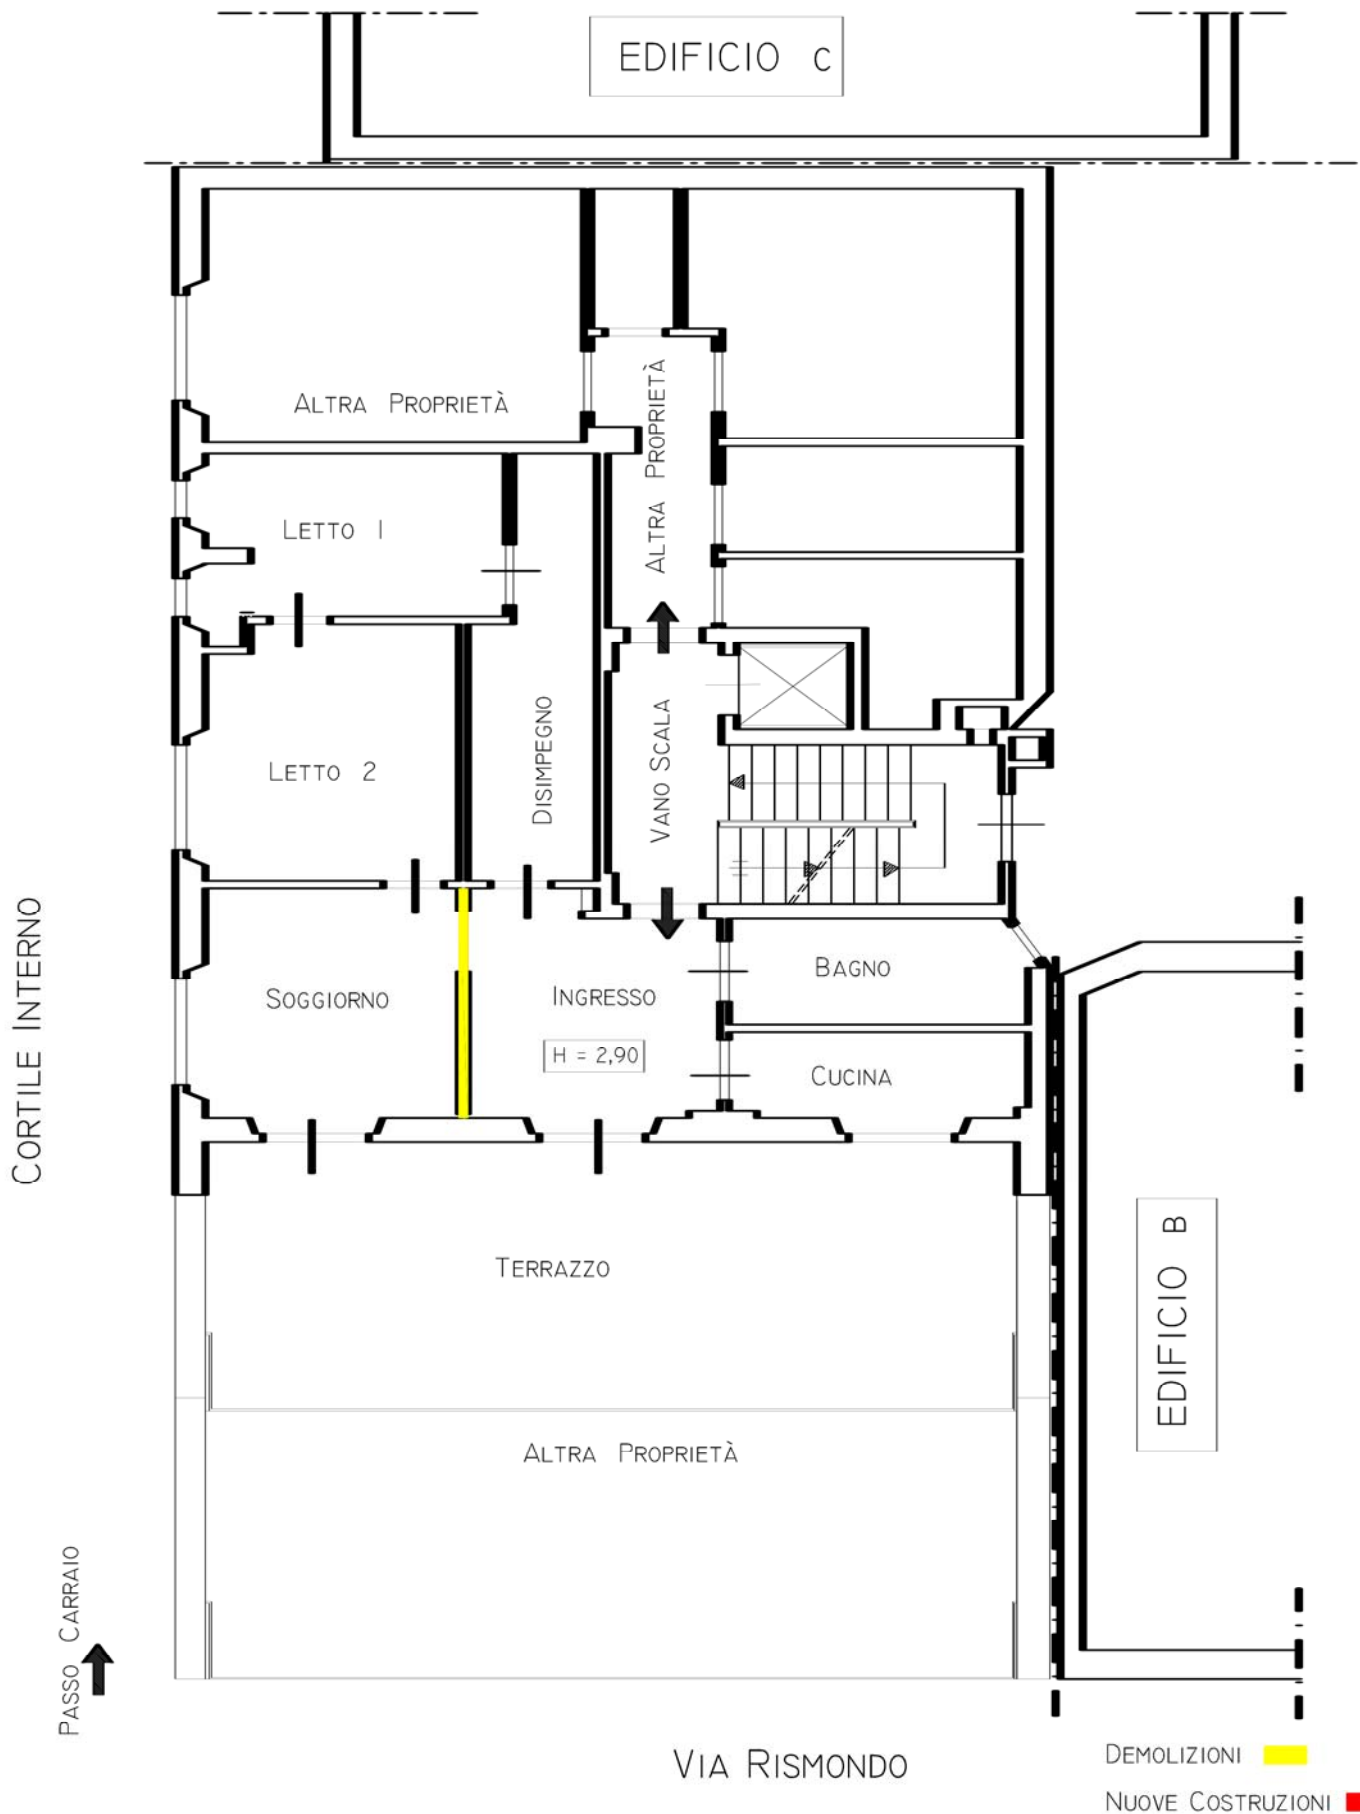 EDIFICIO C
ALTRA PROPRIETÀ
ALTRA PROPRIETÀ
LETTO 1
LETTO 2
DISIMPEGNO
VANO SCALA
CORTILE INTERNO
SOGGIORNO
INGRESSO
H = 2,90
BAGNO
CUCINA
TERRAZZO
EDIFICIO B
ALTRA PROPRIETÀ
PASSO CARRAIO
VIA RISMONDO
DEMOLIZIONI
NUOVE COSTRUZIONI